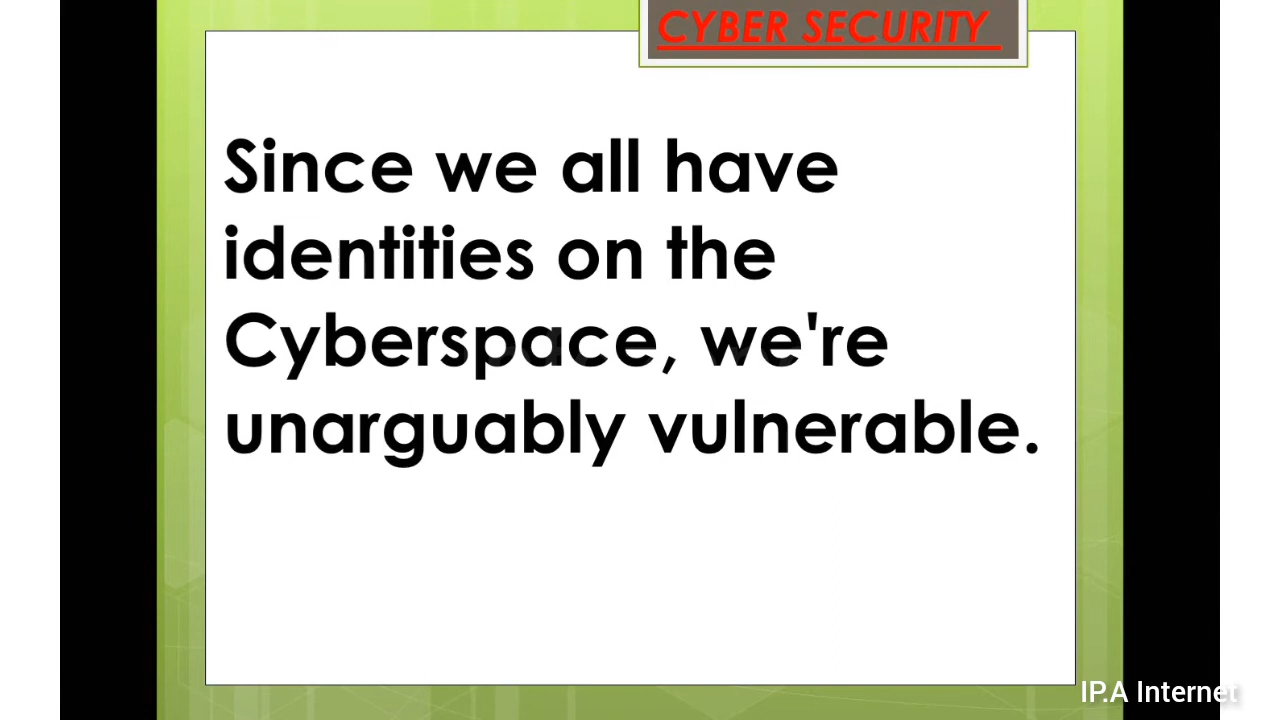 CYBER SECURITY
Since we all have
identities on the
Cyberspace, we're
unarguably vulnerable.
IP.A Internet